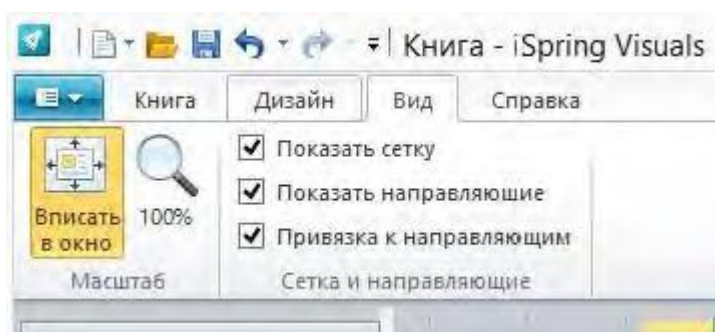 Книга - iSpring Visuals
Книга Дизайн Вид Справка
Показать сетку
Показать направляющие
Привязка к направляющим
Вписать
в окно
100%
Масштаб Сетка и направляющие